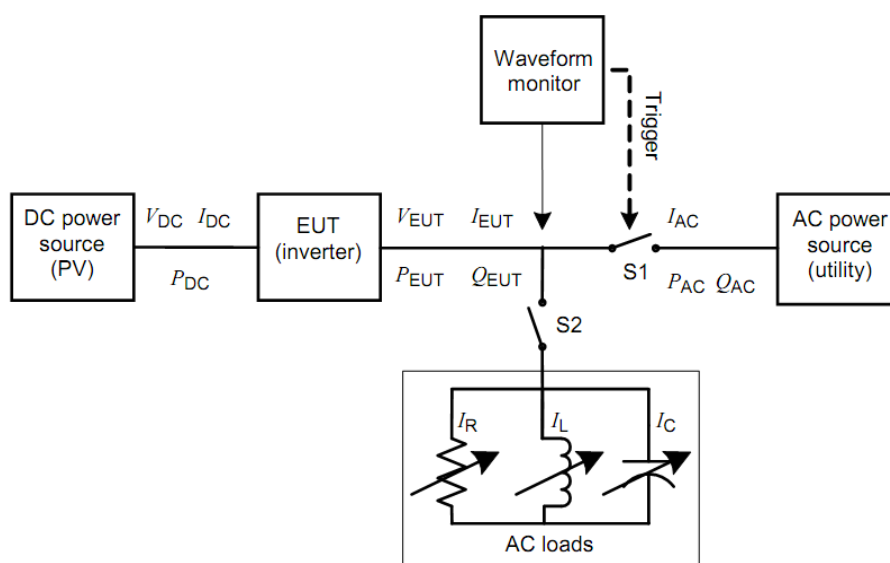 Waveform
monitor
Trigger
DC power
source
(PV)
VDC IDC
PDC
EUT
(inverter)
VEUT IEUT
PEUT QEUT
S1
IAC
PAC QAC
AC power
source
(utility)
S2
IR IL IC
AC loads